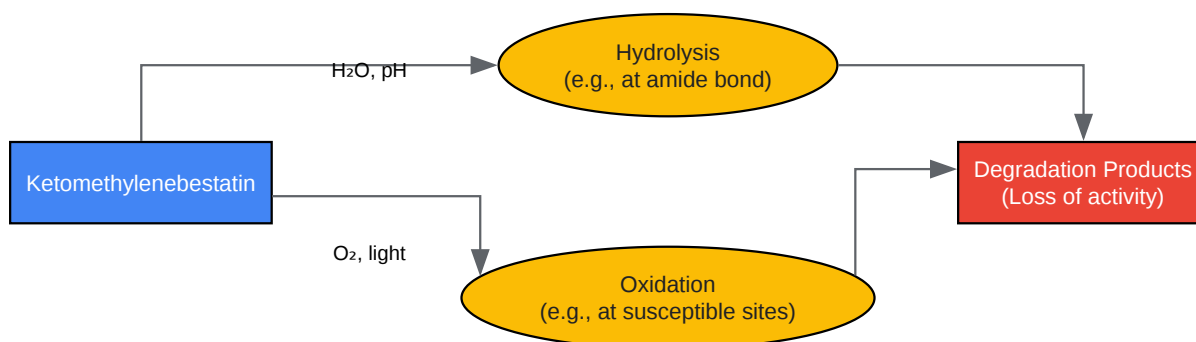 Hydrolysis
(e.g., at amide bond)
H₂O, pH
Ketomethylenebestatin
Degradation Products
(Loss of activity)
O₂, light
Oxidation
(e.g., at susceptible sites)